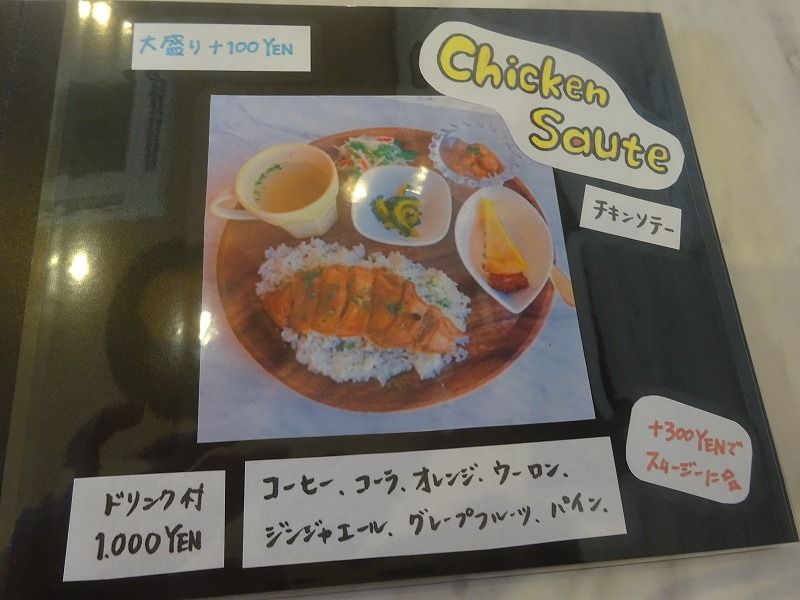 大盛り+100YEN
Chicken
Saute
チキンソテー
+300YENで
スムージーに
ドリンク付
1.000YEN
コーヒー、コーラ、オレンジ、ウーロン、
ジンジャエール、グレープフルーツ、パイン、